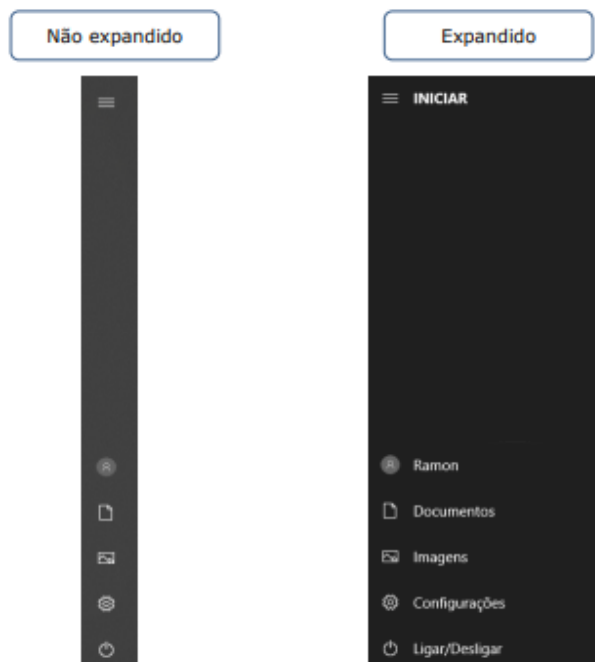 Não expandido
Expandido
INICIAR
Ramon
Documentos
Imagens
Configurações
Ligar/Desligar